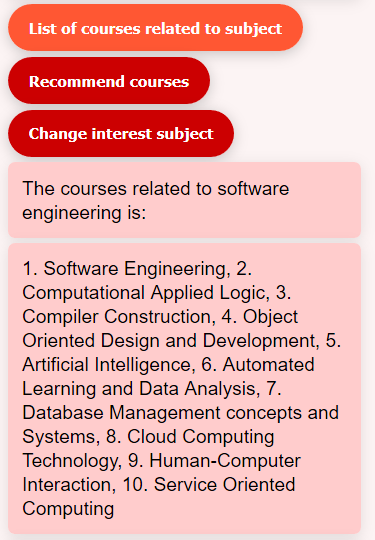 List of courses related to subject
Recommend courses
Change interest subject
The courses related to software
engineering is:
1. Software Engineering, 2.
Computational Applied Logic, 3.
Compiler Construction, 4. Object
Oriented Design and Development, 5.
Artificial Intelligence, 6. Automated
Learning and Data Analysis, 7.
Database Management concepts and
Systems, 8. Cloud Computing
Technology, 9. Human-Computer
Interaction, 10. Service Oriented
Computing